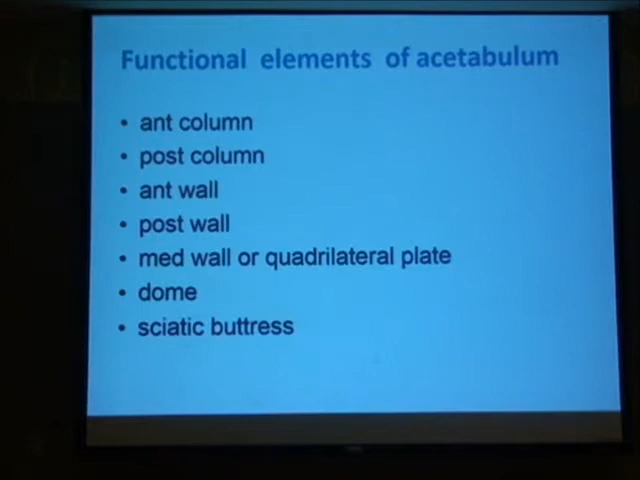 Functional elements of acetabulum
• ant column
• post column
• ant wall
• post wall
• med wall or quadrilateral plate
• dome
• sciatic buttress